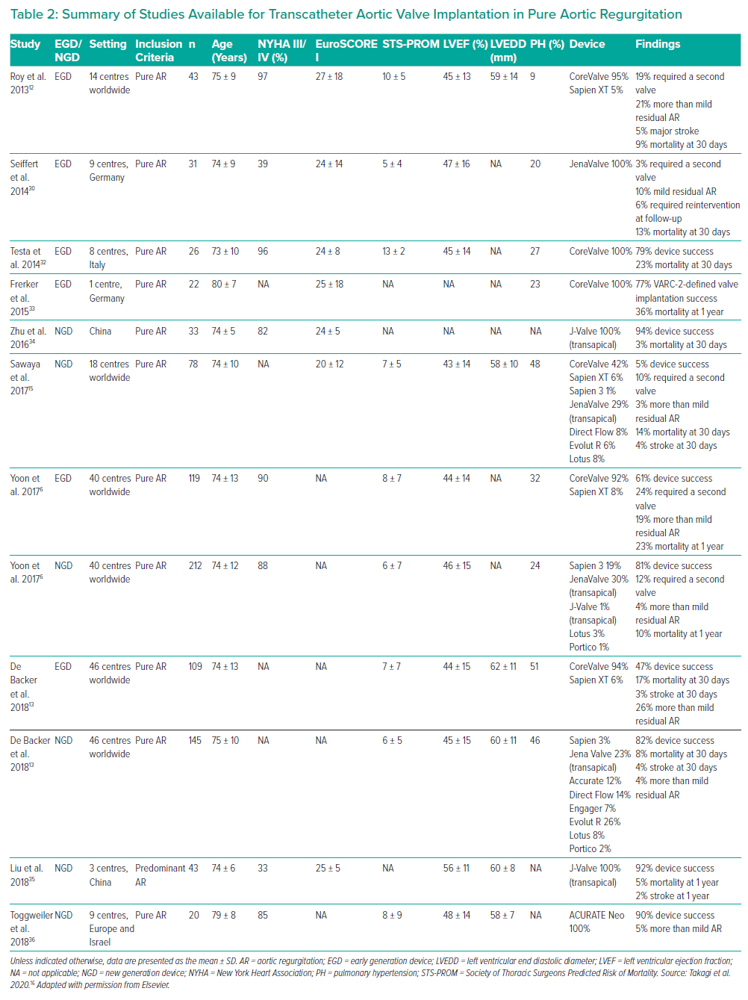 Table 2: Summary of Studies Available for Transcatheter Aortic Valve Implantation in Pure Aortic Regurgitation
Study EGD/ NGD Setting Inclusion Criteria n Age (Years) NYHA III/ IV (%) EuroSCORE I STS-PROM LVEF (%) LVEDD (mm) PH (%) Device Findings
Roy et al. EGD 14 centres Pure AR 43 75 ± 9 97 27 ± 18 10 ± 5 45 ± 13 59 ± 14 9 CoreValve 95% 19% required a second
2013¹² worldwide Sapien XT 5% valve
21% more than mild
residual AR
5% major stroke
9% mortality at 30 days
Seiffert EGD 9 centres, Pure AR 31 74 ± 9 39 24 ± 14 5 ± 4 47 ± 16 NA 20 JenaValve 100% 3% required a second
et al. Germany valve
2014³⁰ 10% mild residual AR
6% required reintervention
at follow-up
13% mortality at 30 days
Testa et EGD 8 centres, Pure AR 26 73 ± 10 96 24 ± 8 13 ± 2 45 ± 14 NA 27 CoreValve 100% 79% device success
al. 2014³² Italy 23% mortality at 30 days
Frerker EGD 1 centre, Pure AR 22 80 ± 7 NA 25 ± 18 NA NA NA 23 CoreValve 100% 77% VARC-2-defined valve
et al. Germany implantation success
2015³³ 36% mortality at 1 year
Zhu et al. NGD China Pure AR 33 74 ± 5 82 24 ± 5 NA NA NA NA J-Valve 100% 94% device success
2016³⁴ (transapical) 3% mortality at 30 days
Sawaya NGD 18 centres Pure AR 78 74 ± 10 NA 20 ± 12 7 ± 5 43 ± 14 58 ± 10 48 CoreValve 42% 5% device success
et al. worldwide Sapien XT 6% 10% required a second
2017¹⁵ Sapien 3 1% valve
JenaValve 29% 3% more than mild
(transapical) residual AR
Direct Flow 8% 14% mortality at 30 days
Evolut R 6% 4% stroke at 30 days
Lotus 8%
Yoon et EGD 40 centres Pure AR 119 74 ± 13 90 NA 8 ± 7 44 ± 14 NA 32 CoreValve 92% 61% device success
al. 2017⁶ worldwide Sapien XT 8% 24% required a second
valve
19% more than mild
residual AR
23% mortality at 1 year
Yoon et NGD 40 centres Pure AR 212 74 ± 12 88 NA 6 ± 7 46 ± 15 NA 24 Sapien 3 19% 81% device success
al. 2017⁶ worldwide JenaValve 30% 12% required a second
(transapical) valve
J-Valve 1% 4% more than mild
(transapical) residual AR
Lotus 3% 10% mortality at 1 year
Portico 1%
De EGD 46 centres Pure AR 109 74 ± 13 NA NA 7 ± 7 44 ± 15 62 ± 11 51 CoreValve 94% 47% device success
Backer worldwide Sapien XT 6% 17% mortality at 30 days
et al. 3% stroke at 30 days
2018¹³ 26% more than mild
residual AR
De Backer NGD 46 centres Pure AR 145 75 ± 10 NA NA 6 ± 5 45 ± 15 60 ± 11 46 Sapien 3% 82% device success
et al. worldwide Jena Valve 23% 8% mortality at 30 days
2018¹³ (transapical) 4% stroke at 30 days
Accurate 12% 4% more than mild
Direct Flow 14% residual AR
Engager 7%
Evolut R 26%
Lotus 8%
Portico 2%
Liu et al. NGD 3 centres, Predominant 43 74 ± 6 33 25 ± 5 NA 56 ± 11 60 ± 8 NA J-Valve 100% 92% device success
2018³⁵ China AR (transapical) 5% mortality at 1 year
2% stroke at 1 year
Toggweiler NGD 9 centres, Pure AR 20 79 ± 8 85 NA 8 ± 9 48 ± 14 58 ± 7 NA ACURATE Neo 90% device success
et al. Europe and 100% 5% more than mild AR
2018³⁶ Israel
Unless indicated otherwise, data are presented as the mean ± SD. AR = aortic regurgitation; EGD = early generation device; LVEDD = left ventricular end diastolic diameter; LVEF = left ventricular ejection fraction;
NA = not applicable; NGD = new generation device; NYHA = New York Heart Association; PH = pulmonary hypertension; STS-PROM = Society of Thoracic Surgeons Predicted Risk of Mortality. Source: Takagi et al.
2020.¹⁶ Adapted with permission from Elsevier.